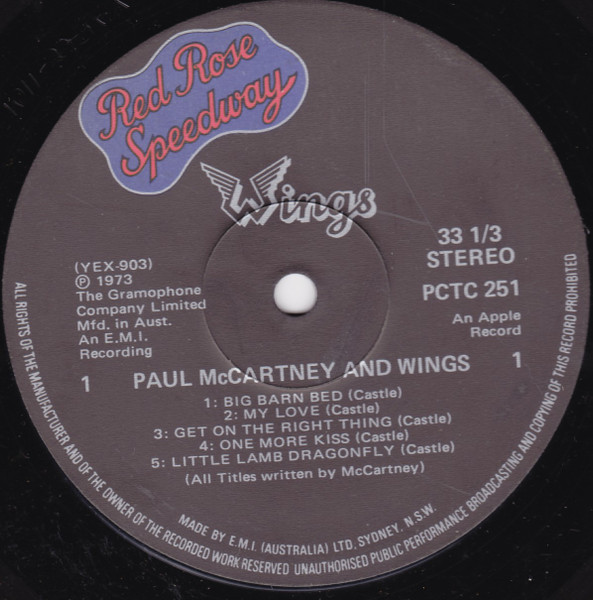 Red Rose
Speedway
Wings
33 1/3
STEREO
PCTC 251
An Apple
Record
(YEX-903)
℗ 1973
The Gramophone
Company Limited
Mfd. in Aust.
An E.M.I.
Recording
1 PAUL McCARTNEY AND WINGS 1
1: BIG BARN BED (Castle)
2: MY LOVE (Castle)
3: GET ON THE RIGHT THING (Castle)
4: ONE MORE KISS (Castle)
5: LITTLE LAMB DRAGONFLY (Castle)
(All Titles written by McCartney)
MADE BY E.M.I. (AUSTRALIA) LTD. SYDNEY. N.S.W.
ALL RIGHTS OF THE MANUFACTURER AND OF THE OWNER OF THE RECORDED WORK RESERVED UNAUTHORISED PUBLIC PERFORMANCE BROADCASTING AND COPYING OF THIS RECORD PROHIBITED